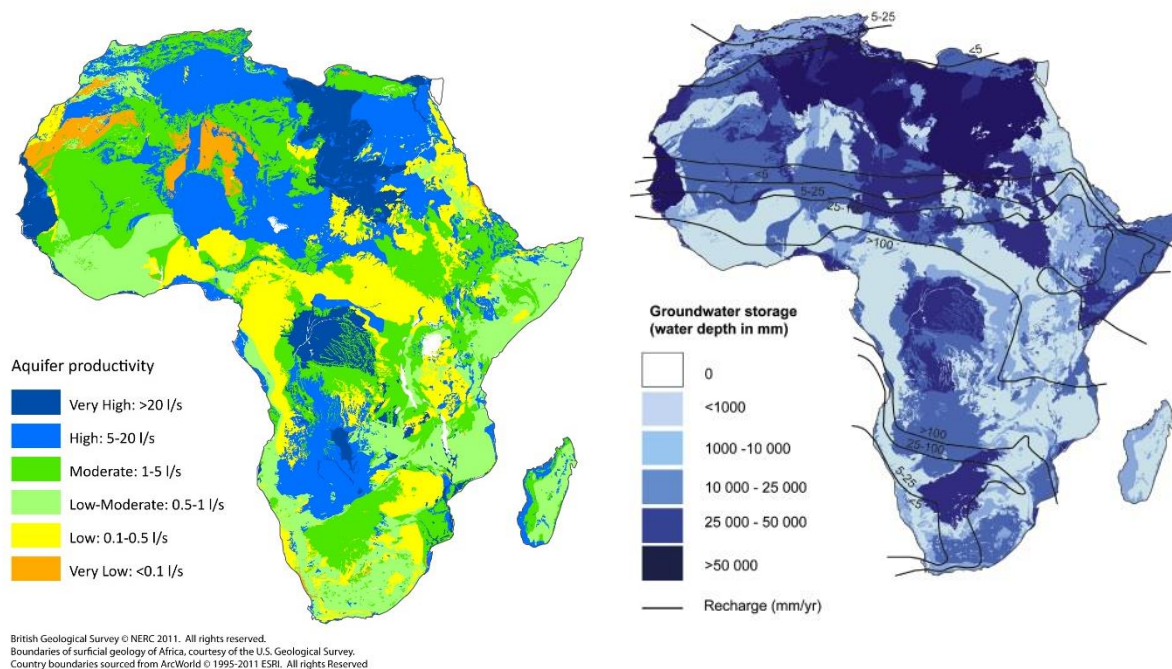 Aquifer productivity
Very High: >20 l/s
High: 5-20 l/s
Moderate: 1-5 l/s
Low-Moderate: 0.5-1 l/s
Low: 0.1-0.5 l/s
Very Low: <0.1 l/s
British Geological Survey © NERC 2011. All rights reserved.
Boundaries of surficial geology of Africa, courtesy of the U.S. Geological Survey.
Country boundaries sourced from ArcWorld © 1995-2011 ESRI. All rights Reserved
5-25
<5
<5
5-25
>100
>100
25-100
5-25
<5
Groundwater storage
(water depth in mm)
0
<1000
1000 -10 000
10 000 - 25 000
25 000 - 50 000
>50 000
Recharge (mm/yr)